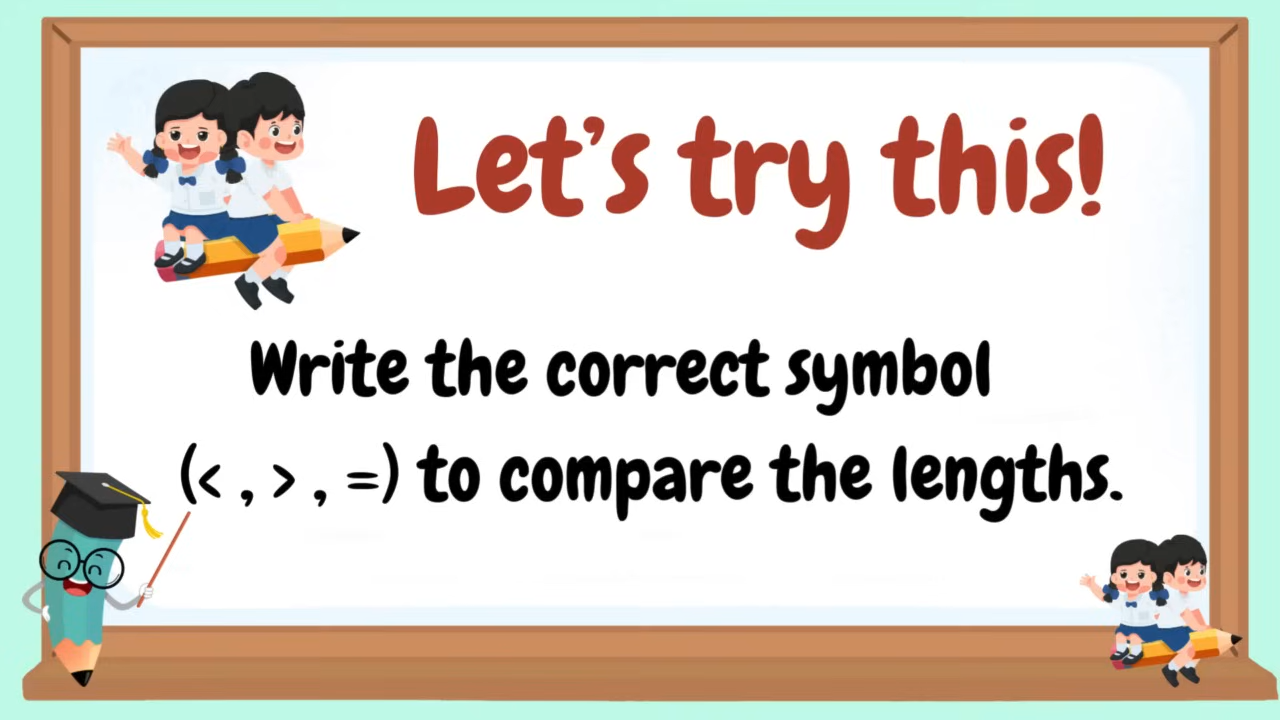 Let's try this!
Write the correct symbol
(< , > , =) to compare the lengths.